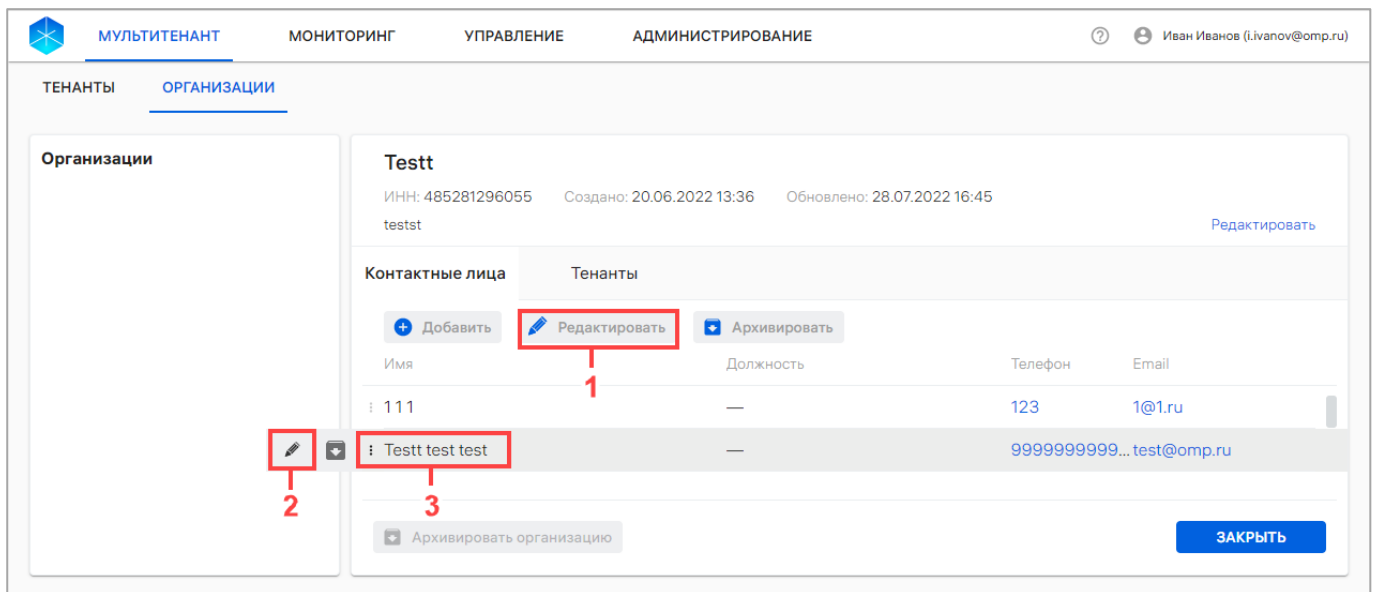 МУЛЬТИТЕНАНТ МОНИТОРИНГ УПРАВЛЕНИЕ АДМИНИСТРИРОВАНИЕ ? Иван Иванов (i.ivanov@omp.ru)
ТЕНАНТЫ ОРГАНИЗАЦИИ
Организации
Testt
ИНН: 485281296055 Создано: 20.06.2022 13:36 Обновлено: 28.07.2022 16:45
testst Редактировать
Контактные лица Тенанты
Добавить Редактировать Архивировать
1
Имя Должность Телефон Email
111 — 123 1@1.ru
Testt test test — 9999999999... test@omp.ru
2 3
Архивировать организацию ЗАКРЫТЬ